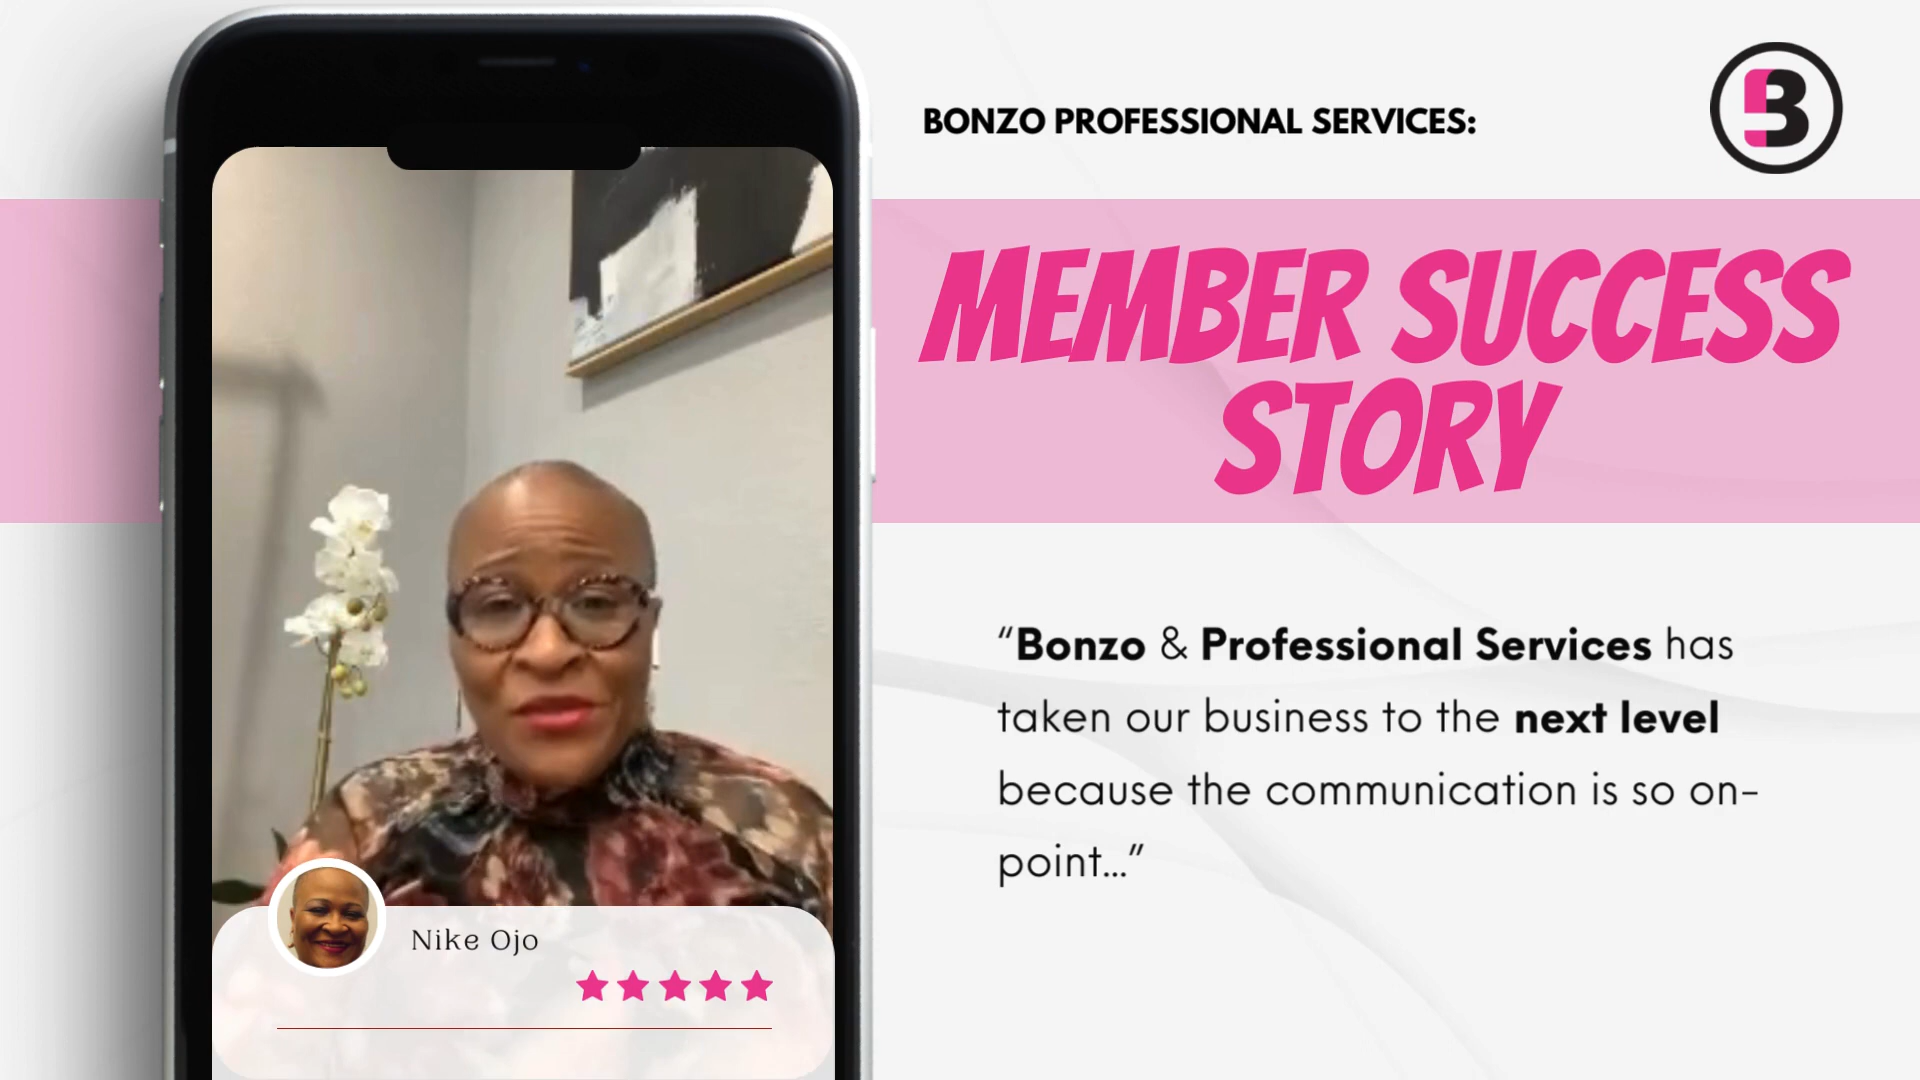 BONZO PROFESSIONAL SERVICES:
B
MEMBER SUCCESS
STORY
“Bonzo & Professional Services has
taken our business to the next level
because the communication is so on-
point...”
Nike Ojo